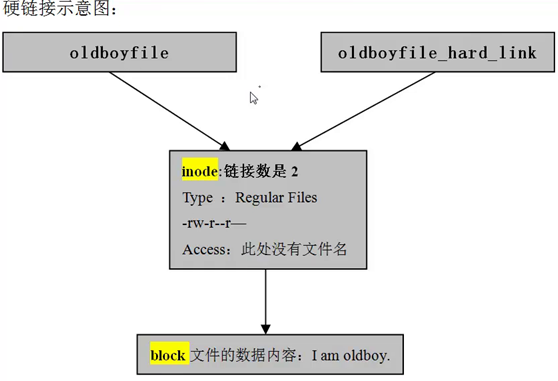 硬链接示意图：
oldboyfile
oldboyfile_hard_link
inode:链接数是 2
Type ：Regular Files
-rw-r--r—
Access：此处没有文件名
block 文件的数据内容：I am oldboy.